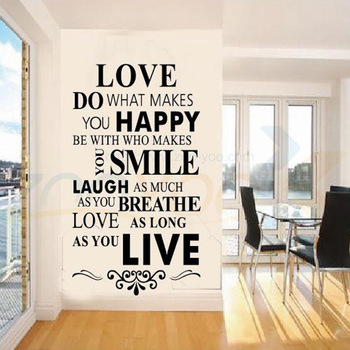 LOVE
DO WHAT MAKES
YOU HAPPY
BE WITH WHO MAKES
YOU SMILE
LAUGH AS MUCH
AS YOU BREATHE
LOVE AS LONG
AS YOU LIVE